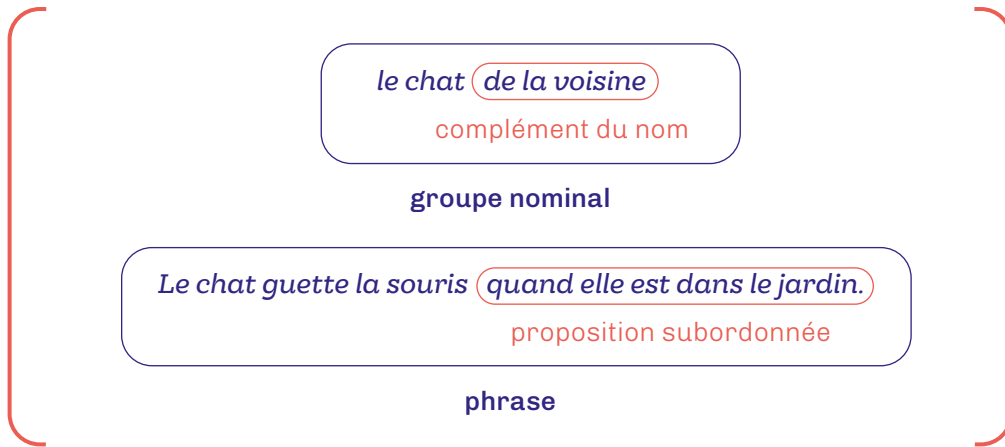 le chat de la voisine
complément du nom
groupe nominal
Le chat guette la souris quand elle est dans le jardin.
proposition subordonnée
phrase